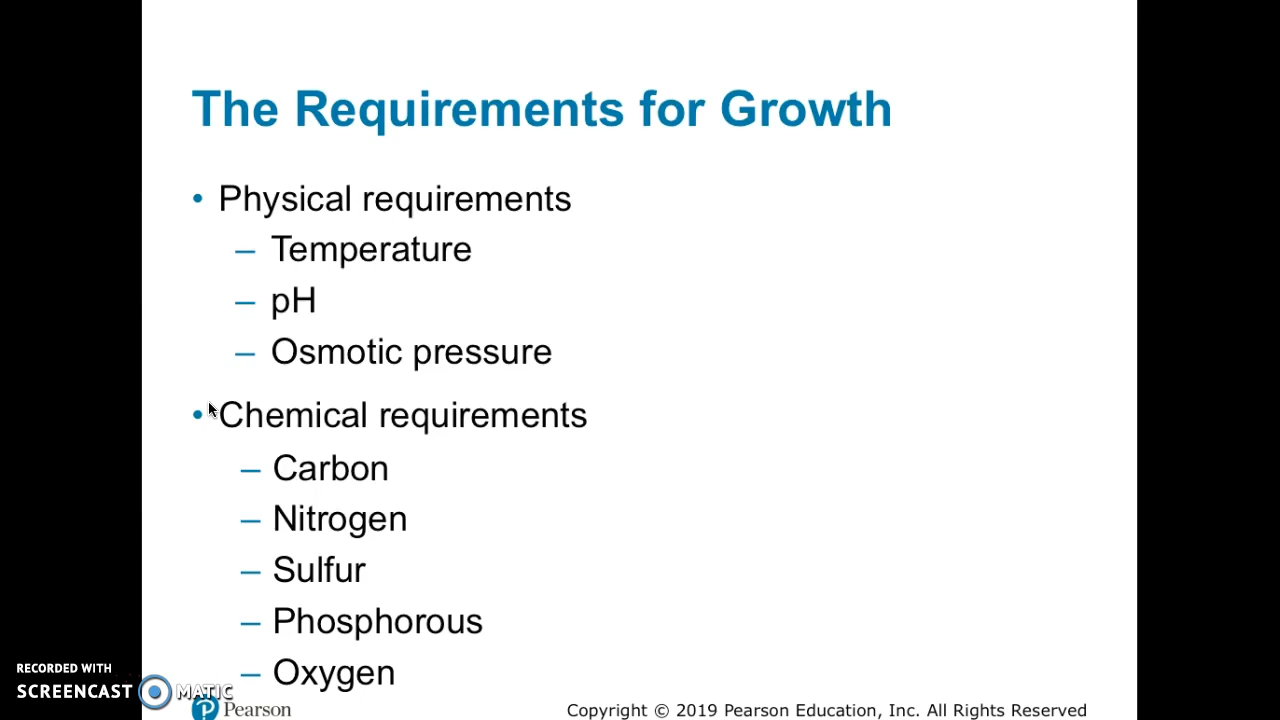 The Requirements for Growth
• Physical requirements
– Temperature
– pH
– Osmotic pressure
• Chemical requirements
– Carbon
– Nitrogen
– Sulfur
– Phosphorous
– Oxygen
RECORDED WITH
SCREENCAST MATIC
Pearson
Copyright © 2019 Pearson Education, Inc. All Rights Reserved